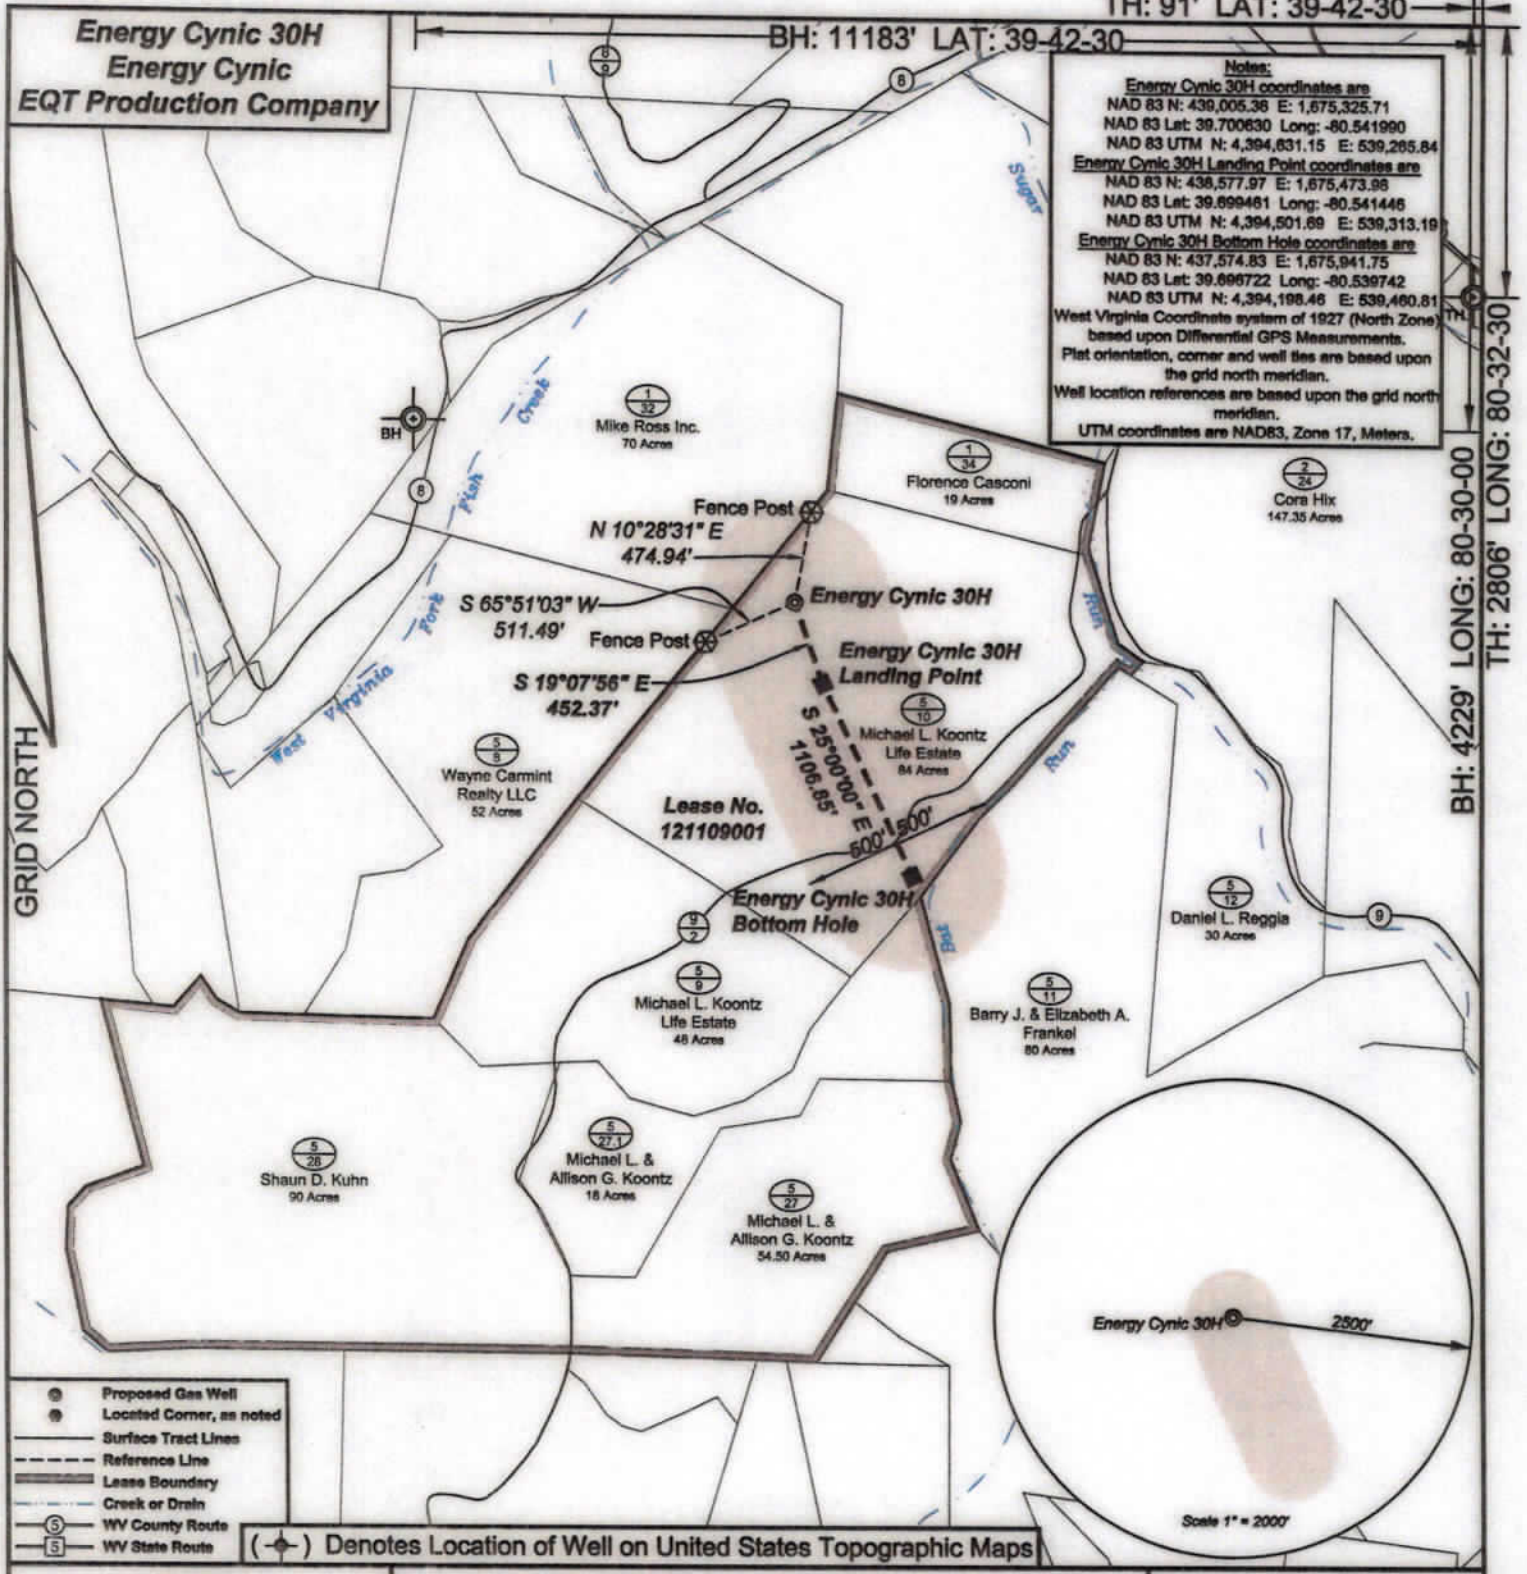 TH: 91' LAT: 39-42-30
BH: 11183' LAT: 39-42-30
Energy Cynic 30H
Energy Cynic
EQT Production Company
8
9
8
Notes:
Energy Cynic 30H coordinates are
NAD 83 N: 439,005.36 E: 1,675,325.71
NAD 83 Lat: 39.700630 Long: -80.541990
NAD 83 UTM N: 4,394,631.15 E: 539,265.84
Energy Cynic 30H Landing Point coordinates are
NAD 83 N: 438,577.97 E: 1,675,473.98
NAD 83 Lat: 39.699461 Long: -80.541446
NAD 83 UTM N: 4,394,501.69 E: 539,313.19
Energy Cynic 30H Bottom Hole coordinates are
NAD 83 N: 437,574.83 E: 1,675,941.75
NAD 83 Lat: 39.696722 Long: -80.539742
NAD 83 UTM N: 4,394,198.46 E: 539,460.81
West Virginia Coordinate system of 1927 (North Zone)
based upon Differential GPS Measurements.
Plat orientation, corner and well ties are based upon
the grid north meridian.
Well location references are based upon the grid north
meridian.
UTM coordinates are NAD83, Zone 17, Meters.
TH
TH: 2806' LONG: 80-32-30
BH: 4229' LONG: 80-30-00
Sugar
Run
BH
8
West Virginia Fork Fish Creek
1
32
Mike Ross Inc.
70 Acres
1
34
Florence Casconi
19 Acres
2
24
Cora Hix
147.35 Acres
Fence Post
N 10°28'31" E
474.94'
S 65°51'03" W
511.49'
Fence Post
Energy Cynic 30H
S 19°07'56" E
452.37'
Energy Cynic 30H
Landing Point
S 25°00'00" E
1106.85'
5
10
Michael L. Koontz
Life Estate
84 Acres
5
8
Wayne Carmint
Realty LLC
52 Acres
Lease No.
121109001
500' 500'
Energy Cynic 30H
Bottom Hole
Bat
Run
GRID NORTH
9
2
5
9
Michael L. Koontz
Life Estate
46 Acres
5
12
Daniel L. Reggia
30 Acres
9
5
11
Barry J. & Elizabeth A.
Frankel
80 Acres
5
28
Shaun D. Kuhn
90 Acres
5
27.1
Michael L. &
Allison G. Koontz
18 Acres
5
27
Michael L. &
Allison G. Koontz
54.50 Acres
Energy Cynic 30H
2500'
Scale 1" = 2000'
Proposed Gas Well
Located Corner, as noted
Surface Tract Lines
Reference Line
Lease Boundary
Creek or Drain
5 WV County Route
5 WV State Route
( ) Denotes Location of Well on United States Topographic Maps